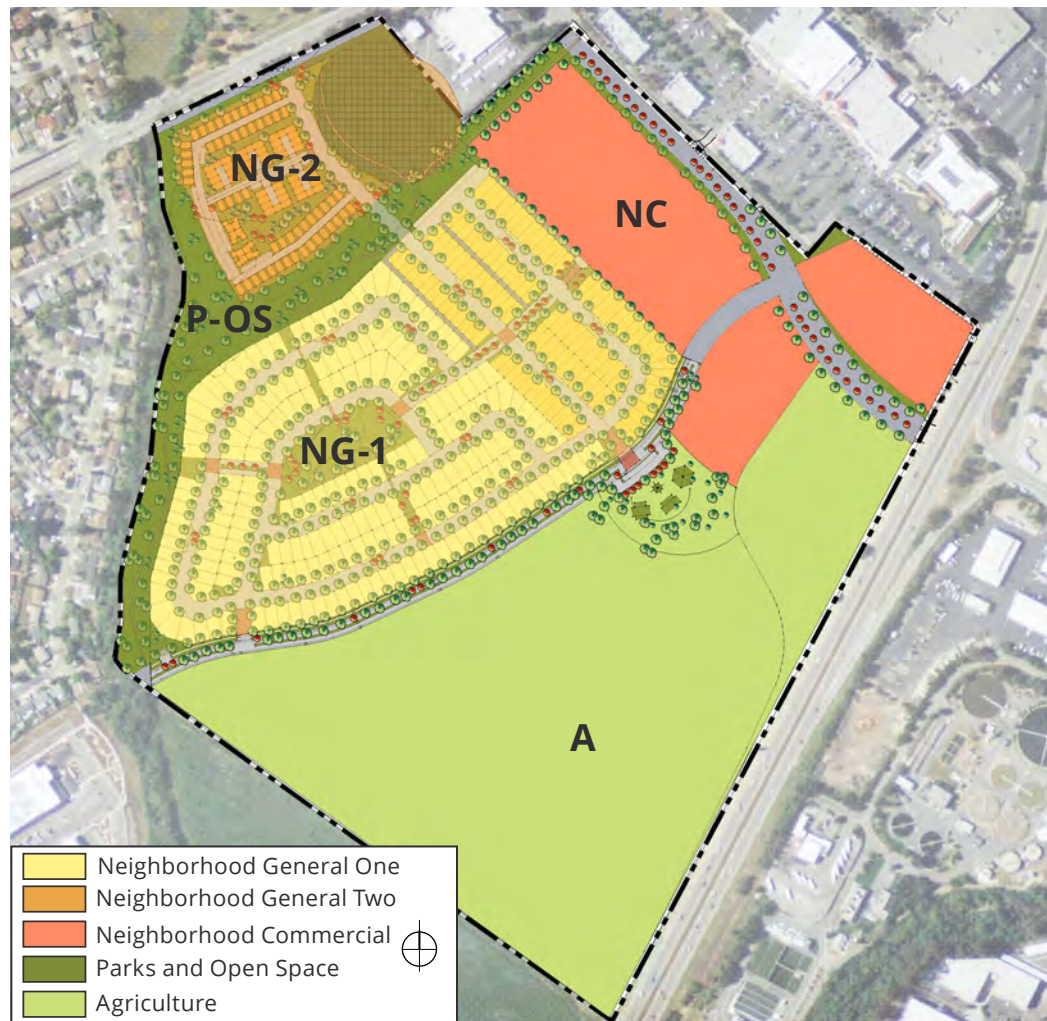 NG-2
NC
P-OS
NG-1
A
Neighborhood General One
Neighborhood General Two
Neighborhood Commercial
Parks and Open Space
Agriculture